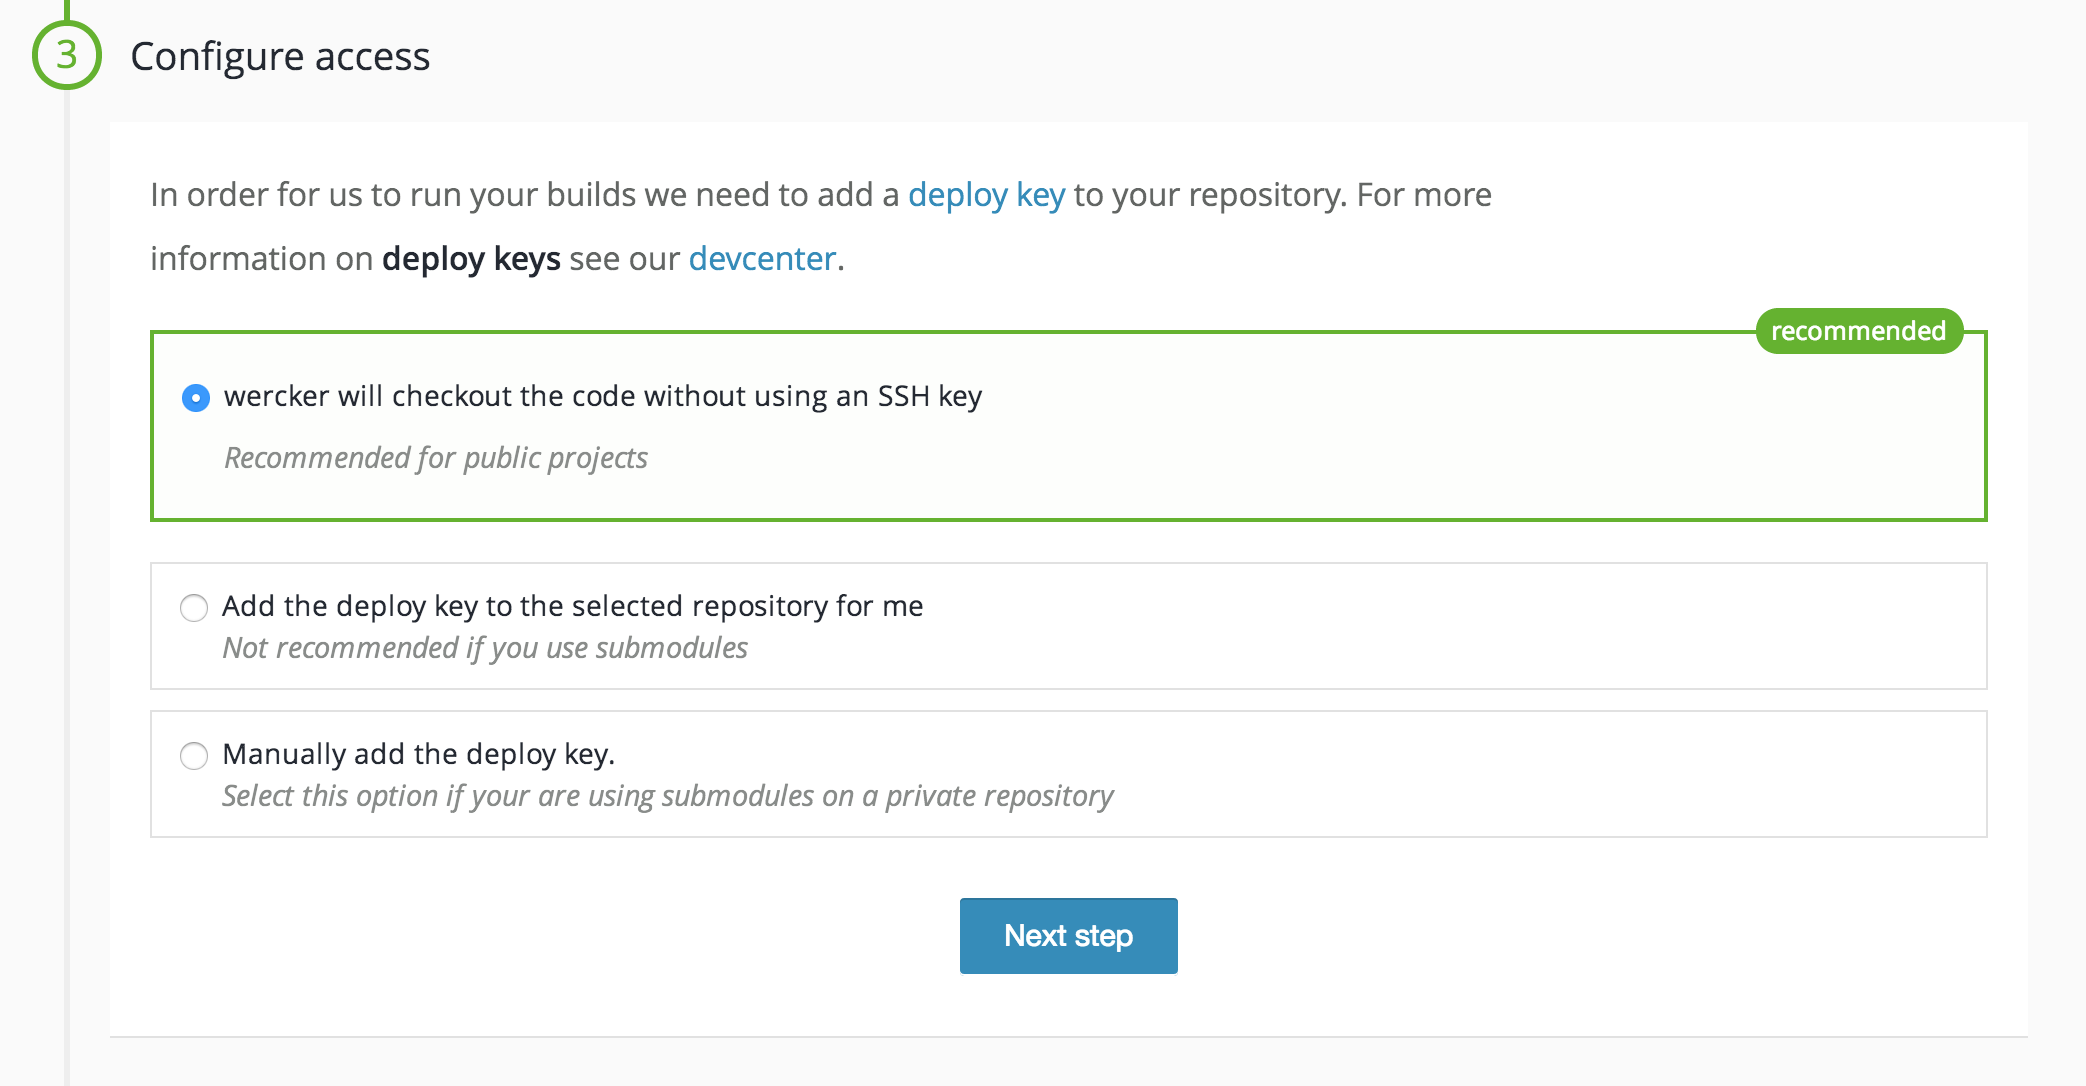 3 Configure access
In order for us to run your builds we need to add a deploy key to your repository. For more
information on deploy keys see our devcenter.
recommended
wercker will checkout the code without using an SSH key
Recommended for public projects
Add the deploy key to the selected repository for me
Not recommended if you use submodules
Manually add the deploy key.
Select this option if your are using submodules on a private repository
Next step